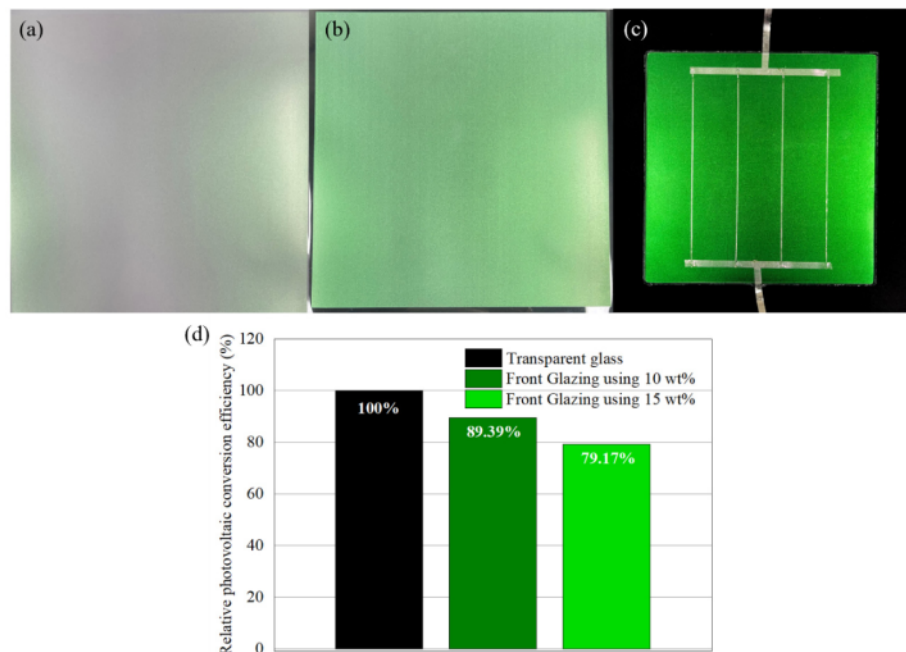 (a)
(b)
(c)
(d)
Relative photovoltaic conversion efficiency (%)
120
100
80
60
40
20
0
Transparent glass
Front Glazing using 10 wt%
Front Glazing using 15 wt%
100%
89.39%
79.17%